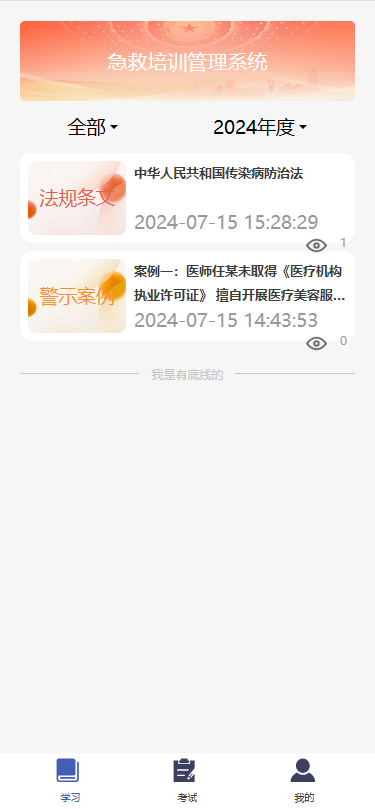 急救培训管理系统
全部 2024年度
法规条文
中华人民共和国传染病防治法
2024-07-15 15:28:29
1
警示案例
案例一：医师任某未取得《医疗机构
执业许可证》 擅自开展医疗美容服...
2024-07-15 14:43:53
0
我是有底线的
学习 考试 我的